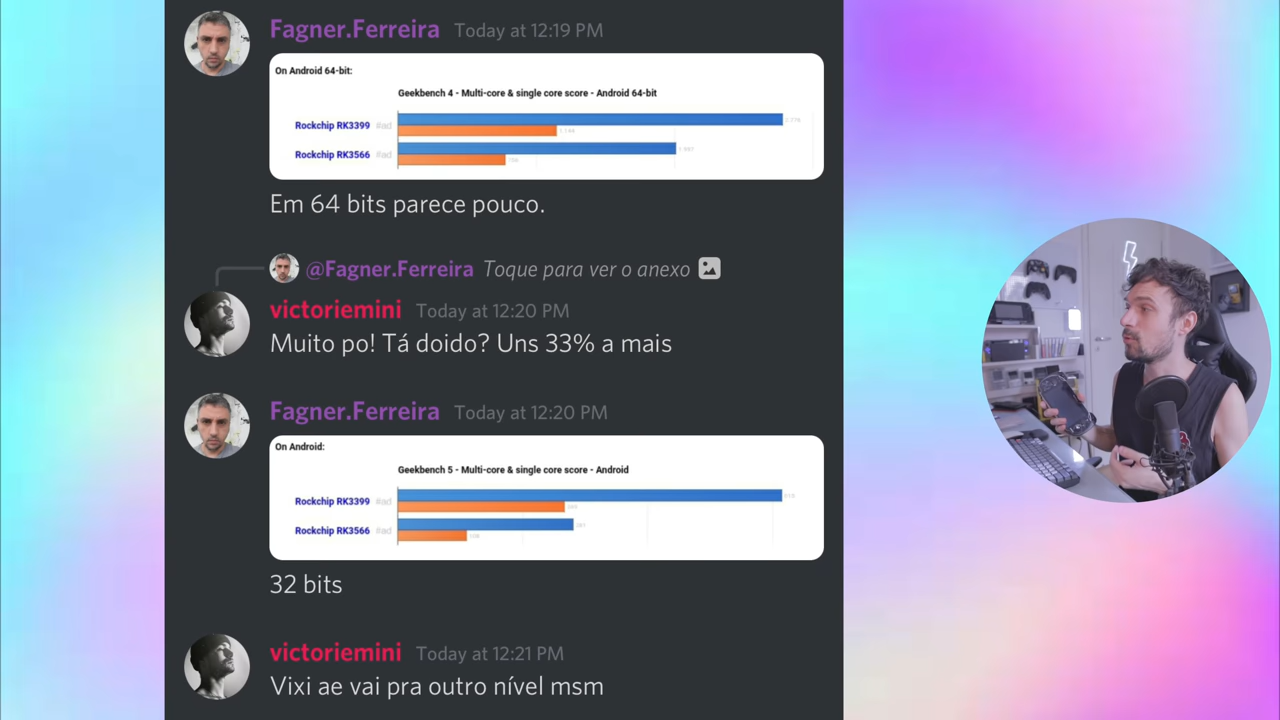 Fagner.Ferreira Today at 12:19 PM
On Android 64-bit:
Geekbench 4 - Multi-core & single core score - Android 64-bit
Rockchip RK3399 #ad
Rockchip RK3566 #ad
Em 64 bits parece pouco.
@Fagner.Ferreira Toque para ver o anexo
victoriemini Today at 12:20 PM
Muito po! Tá doido? Uns 33% a mais
Fagner.Ferreira Today at 12:20 PM
On Android:
Geekbench 5 - Multi-core & single core score - Android
Rockchip RK3399 #ad
Rockchip RK3566 #ad
32 bits
victoriemini Today at 12:21 PM
Vixi ae vai pra outro nível msm